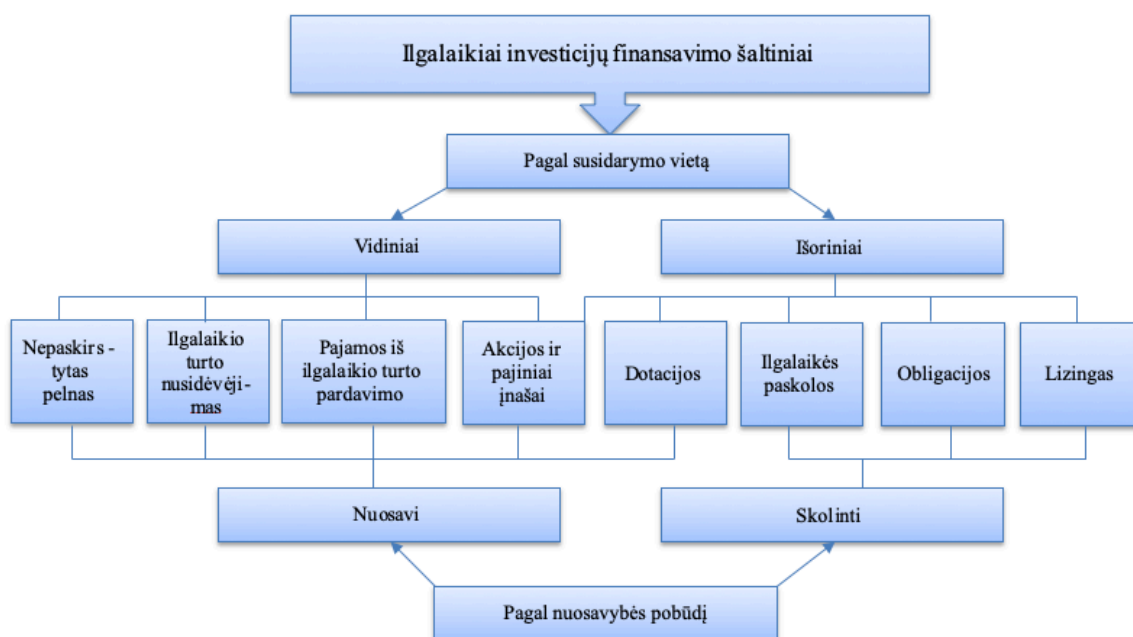 Ilgalaikiai investicijų finansavimo šaltiniai
Pagal susidarymo vietą
Vidiniai
Išoriniai
Nepaskirs -
tytas
pelnas
Ilgalaikio
turto
nusidėvėji-
mas
Pajamos iš
ilgalaikio turto
pardavimo
Akcijos ir
pajiniai
įnašai
Dotacijos
Ilgalaikės
paskolos
Obligacijos
Lizingas
Nuosavi
Skolinti
Pagal nuosavybės pobūdį